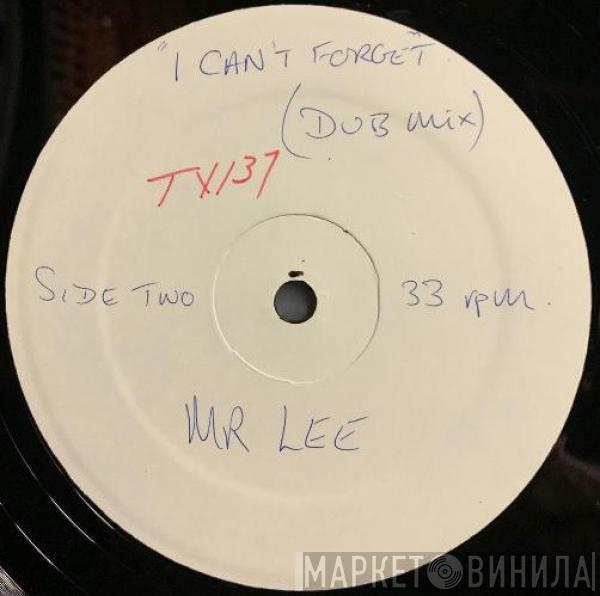 "I CAN'T FORGET"
(DUB MIX)
TX137
SIDE TWO
33 rpm.
MR LEE
МАРКЕТ ВИНИЛА